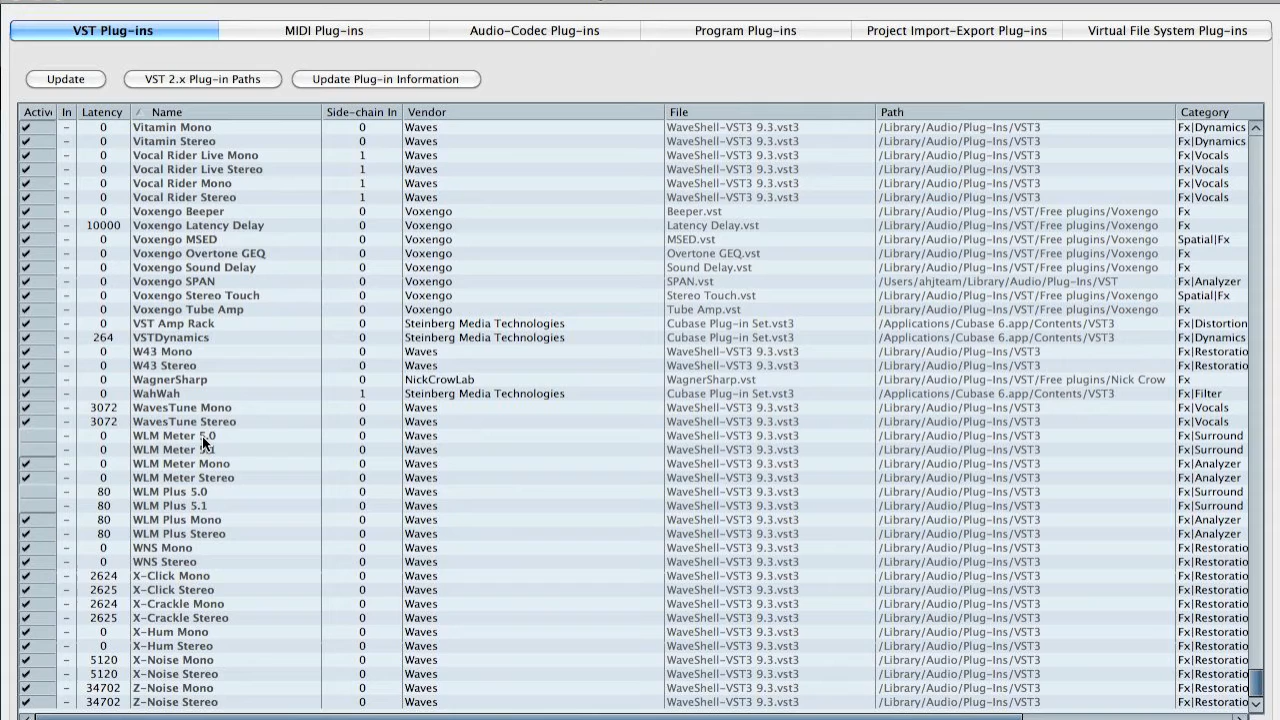 VST Plug-ins MIDI Plug-ins Audio-Codec Plug-ins Program Plug-ins Project Import-Export Plug-ins Virtual File System Plug-ins
Update VST 2.x Plug-in Paths Update Plug-in Information
Active In Latency Name Side-chain In Vendor File Path Category
0 Vitamin Mono 0 Waves WaveShell-VST3 9.3.vst3 /Library/Audio/Plug-Ins/VST3 Fx|Dynamics
0 Vitamin Stereo 0 Waves WaveShell-VST3 9.3.vst3 /Library/Audio/Plug-Ins/VST3 Fx|Dynamics
0 Vocal Rider Live Mono 1 Waves WaveShell-VST3 9.3.vst3 /Library/Audio/Plug-Ins/VST3 Fx|Vocals
0 Vocal Rider Live Stereo 1 Waves WaveShell-VST3 9.3.vst3 /Library/Audio/Plug-Ins/VST3 Fx|Vocals
0 Vocal Rider Mono 1 Waves WaveShell-VST3 9.3.vst3 /Library/Audio/Plug-Ins/VST3 Fx|Vocals
0 Vocal Rider Stereo 1 Waves WaveShell-VST3 9.3.vst3 /Library/Audio/Plug-Ins/VST3 Fx|Vocals
0 Voxengo Beeper 0 Voxengo Beeper.vst /Library/Audio/Plug-Ins/VST/Free plugins/Voxengo Fx
10000 Voxengo Latency Delay 0 Voxengo Latency Delay.vst /Library/Audio/Plug-Ins/VST/Free plugins/Voxengo Fx
0 Voxengo MSED 0 Voxengo MSED.vst /Library/Audio/Plug-Ins/VST/Free plugins/Voxengo Spatial|Fx
0 Voxengo Overtone GEQ 0 Voxengo Overtone GEQ.vst /Library/Audio/Plug-Ins/VST/Free plugins/Voxengo Fx
0 Voxengo Sound Delay 0 Voxengo Sound Delay.vst /Library/Audio/Plug-Ins/VST/Free plugins/Voxengo Fx
0 Voxengo SPAN 0 Voxengo SPAN.vst /Users/ahjteam/Library/Audio/Plug-Ins/VST Fx|Analyzer
0 Voxengo Stereo Touch 0 Voxengo Stereo Touch.vst /Library/Audio/Plug-Ins/VST/Free plugins/Voxengo Spatial|Fx
0 Voxengo Tube Amp 0 Voxengo Tube Amp.vst /Library/Audio/Plug-Ins/VST/Free plugins/Voxengo Fx
0 VST Amp Rack 0 Steinberg Media Technologies Cubase Plug-in Set.vst3 /Applications/Cubase 6.app/Contents/VST3 Fx|Distortion
264 VSTDynamics 0 Steinberg Media Technologies Cubase Plug-in Set.vst3 /Applications/Cubase 6.app/Contents/VST3 Fx|Dynamics
0 W43 Mono 0 Waves WaveShell-VST3 9.3.vst3 /Library/Audio/Plug-Ins/VST3 Fx|Restoratio
0 W43 Stereo 0 Waves WaveShell-VST3 9.3.vst3 /Library/Audio/Plug-Ins/VST3 Fx|Restoratio
0 WagnerSharp 0 NickCrowLab WagnerSharp.vst /Library/Audio/Plug-Ins/VST/Free plugins/Nick Crow Fx
0 WahWah 1 Steinberg Media Technologies Cubase Plug-in Set.vst3 /Applications/Cubase 6.app/Contents/VST3 Fx|Filter
3072 WavesTune Mono 0 Waves WaveShell-VST3 9.3.vst3 /Library/Audio/Plug-Ins/VST3 Fx|Vocals
3072 WavesTune Stereo 0 Waves WaveShell-VST3 9.3.vst3 /Library/Audio/Plug-Ins/VST3 Fx|Vocals
0 WLM Meter 5.0 0 Waves WaveShell-VST3 9.3.vst3 /Library/Audio/Plug-Ins/VST3 Fx|Surround
0 WLM Meter 5.1 0 Waves WaveShell-VST3 9.3.vst3 /Library/Audio/Plug-Ins/VST3 Fx|Surround
0 WLM Meter Mono 0 Waves WaveShell-VST3 9.3.vst3 /Library/Audio/Plug-Ins/VST3 Fx|Analyzer
0 WLM Meter Stereo 0 Waves WaveShell-VST3 9.3.vst3 /Library/Audio/Plug-Ins/VST3 Fx|Analyzer
80 WLM Plus 5.0 0 Waves WaveShell-VST3 9.3.vst3 /Library/Audio/Plug-Ins/VST3 Fx|Surround
80 WLM Plus 5.1 0 Waves WaveShell-VST3 9.3.vst3 /Library/Audio/Plug-Ins/VST3 Fx|Surround
80 WLM Plus Mono 0 Waves WaveShell-VST3 9.3.vst3 /Library/Audio/Plug-Ins/VST3 Fx|Analyzer
80 WLM Plus Stereo 0 Waves WaveShell-VST3 9.3.vst3 /Library/Audio/Plug-Ins/VST3 Fx|Analyzer
0 WNS Mono 0 Waves WaveShell-VST3 9.3.vst3 /Library/Audio/Plug-Ins/VST3 Fx|Restoratio
0 WNS Stereo 0 Waves WaveShell-VST3 9.3.vst3 /Library/Audio/Plug-Ins/VST3 Fx|Restoratio
2624 X-Click Mono 0 Waves WaveShell-VST3 9.3.vst3 /Library/Audio/Plug-Ins/VST3 Fx|Restoratio
2625 X-Click Stereo 0 Waves WaveShell-VST3 9.3.vst3 /Library/Audio/Plug-Ins/VST3 Fx|Restoratio
2624 X-Crackle Mono 0 Waves WaveShell-VST3 9.3.vst3 /Library/Audio/Plug-Ins/VST3 Fx|Restoratio
2625 X-Crackle Stereo 0 Waves WaveShell-VST3 9.3.vst3 /Library/Audio/Plug-Ins/VST3 Fx|Restoratio
0 X-Hum Mono 0 Waves WaveShell-VST3 9.3.vst3 /Library/Audio/Plug-Ins/VST3 Fx|Restoratio
0 X-Hum Stereo 0 Waves WaveShell-VST3 9.3.vst3 /Library/Audio/Plug-Ins/VST3 Fx|Restoratio
5120 X-Noise Mono 0 Waves WaveShell-VST3 9.3.vst3 /Library/Audio/Plug-Ins/VST3 Fx|Restoratio
5120 X-Noise Stereo 0 Waves WaveShell-VST3 9.3.vst3 /Library/Audio/Plug-Ins/VST3 Fx|Restoratio
34702 Z-Noise Mono 0 Waves WaveShell-VST3 9.3.vst3 /Library/Audio/Plug-Ins/VST3 Fx|Restoratio
34702 Z-Noise Stereo 0 Waves WaveShell-VST3 9.3.vst3 /Library/Audio/Plug-Ins/VST3 Fx|Restoratio